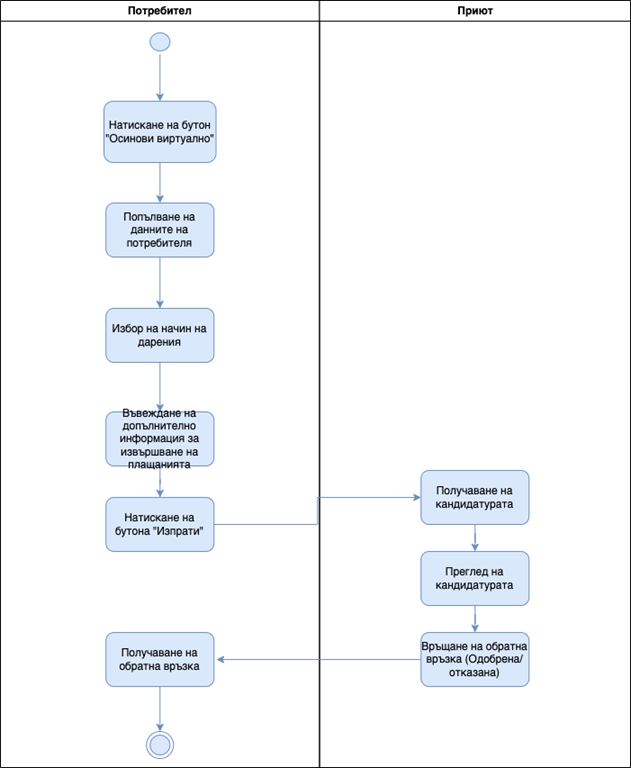 Потребител
Приют
Натискане на бутон
"Осинови виртуално"
Попълване на
данните на
потребителя
Избор на начин на
дарения
Въвеждане на
допълнително
информация за
извършване на
плащанията
Натискане на
бутона "Изпрати"
Получаване на
кандидатурата
Преглед на
кандидатурата
Връщане на обратна
връзка (Одобрена/
отказана)
Получаване на
обратна връзка